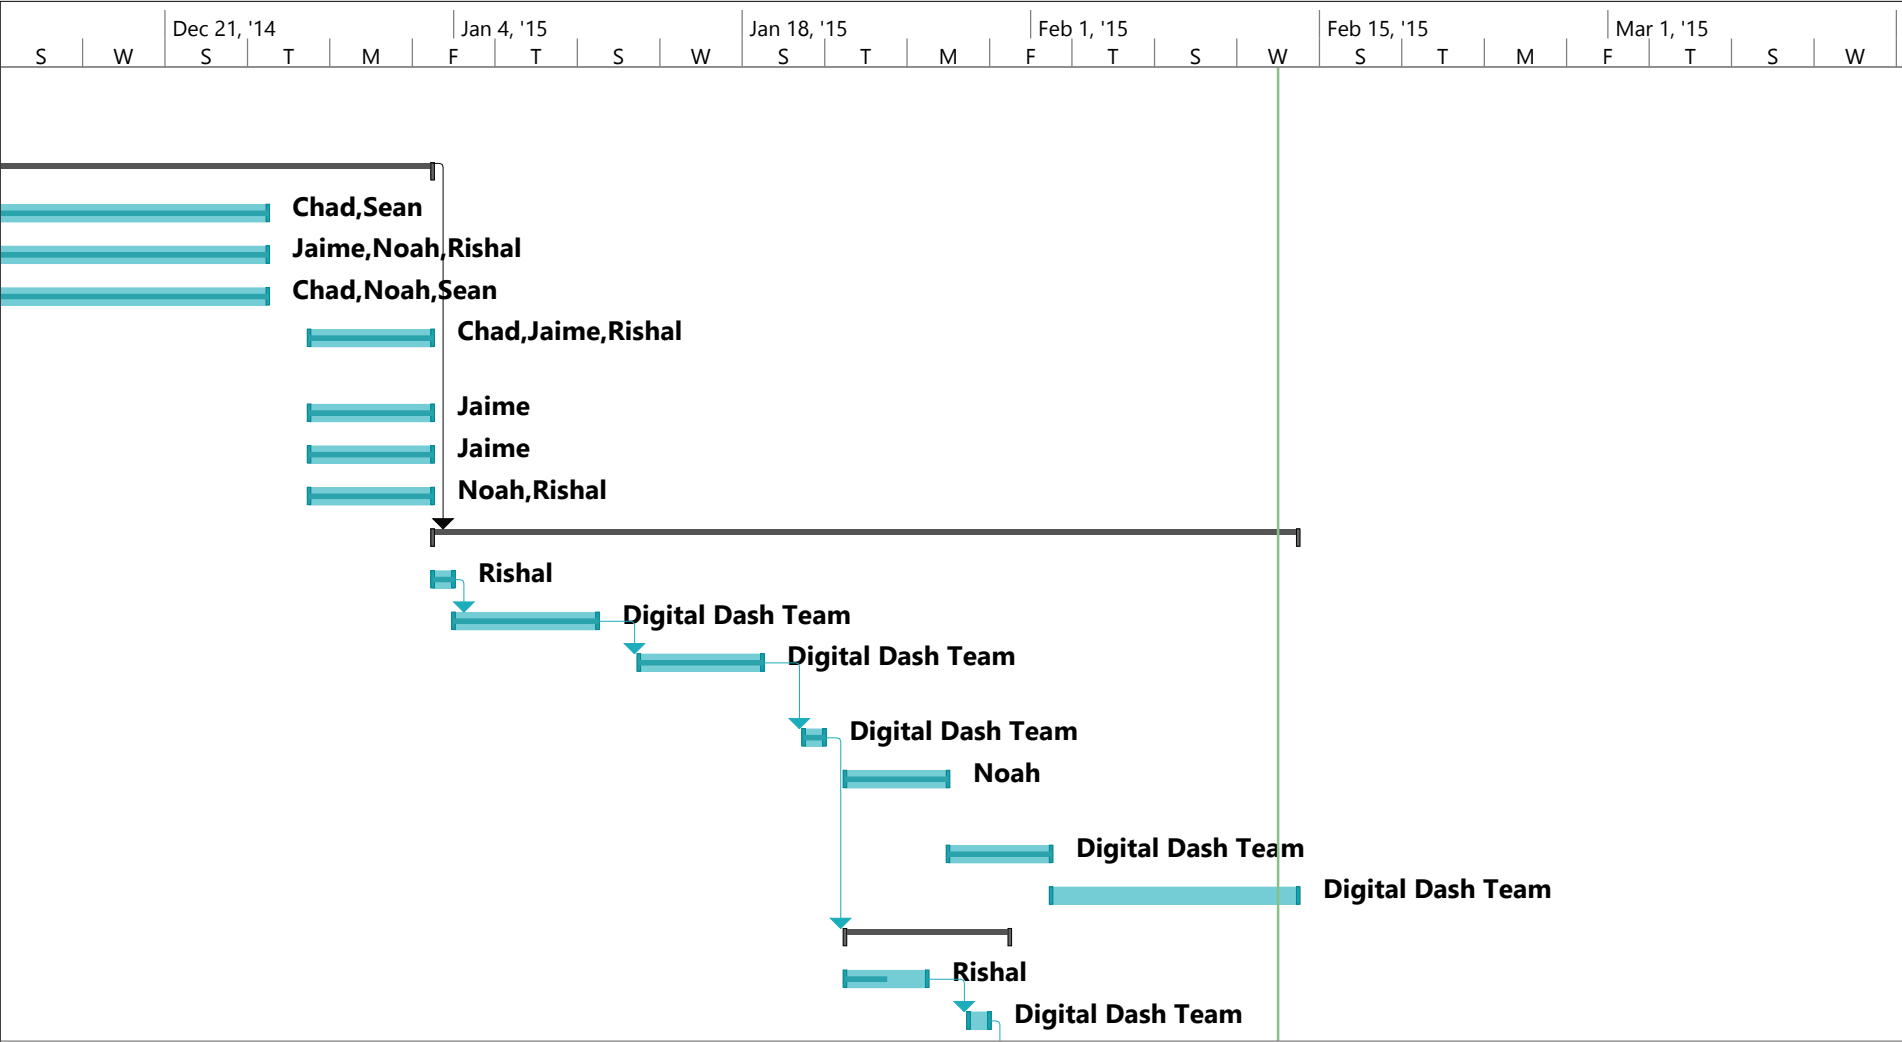 Dec 21, '14 Jan 4, '15 Jan 18, '15 Feb 1, '15 Feb 15, '15 Mar 1, '15
S W S T M F T S W S T M F T S W S T M F T S W
Chad,Sean
Jaime,Noah,Rishal
Chad,Noah,Sean
Chad,Jaime,Rishal
Jaime
Jaime
Noah,Rishal
Rishal
Digital Dash Team
Digital Dash Team
Digital Dash Team
Noah
Digital Dash Team
Digital Dash Team
Rishal
Digital Dash Team